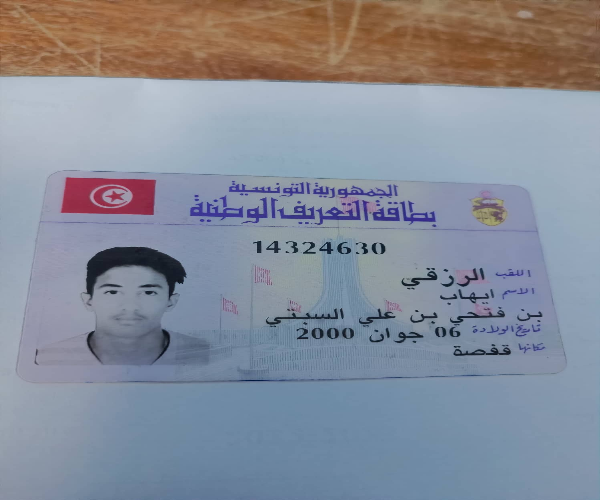 الجمهورية التونسية
بطاقة التعريف الوطنية
14324630
اللقب الرزقي
الاسم ايهاب
بن فتحي بن علي السبتي
تاريخ الولادة 06 جوان 2000
مكانها قفصة